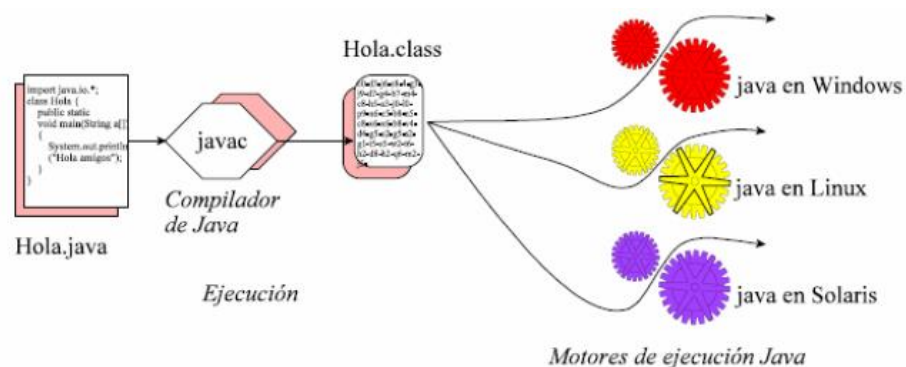 import java.io.*;
class Hola {
public static
void main(String a[])
{
System.out.println
("Hola amigos");
}
}
Hola.java
javac
Compilador
de Java
Ejecución
Hola.class
java en Windows
java en Linux
java en Solaris
Motores de ejecución Java